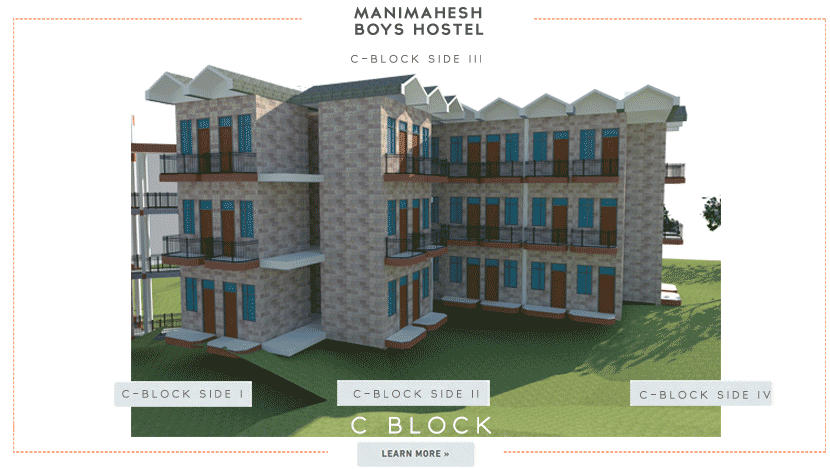 MANIMAHESH
BOYS HOSTEL
C-BLOCK SIDE III
C-BLOCK SIDE I
C-BLOCK SIDE II
C-BLOCK SIDE IV
C BLOCK
LEARN MORE »